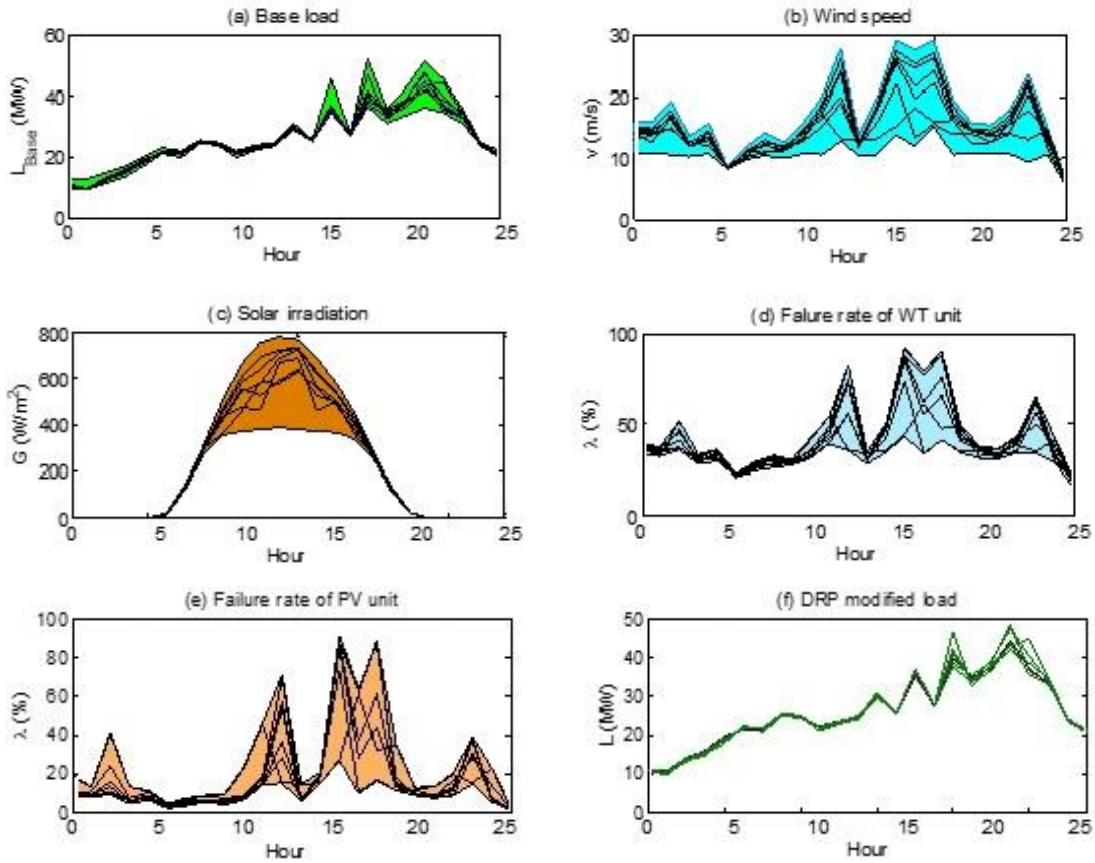 (a) Base load
60
40
20
0
L_Base (MW)
0 5 10 15 20 25
Hour
(b) Wind speed
30
20
10
0
v (m/s)
0 5 10 15 20 25
Hour
(c) Solar irradiation
800
600
400
200
0
G (W/m²)
5 10 15 20 25
Hour
(d) Falure rate of WT unit
100
50
0
λ (%)
0 5 10 15 20 25
Hour
(e) Failure rate of PV unit
100
80
60
40
20
0
λ (%)
0 5 10 15 20 25
Hour
(f) DRP modified load
50
40
30
20
10
0
L (MW)
0 5 10 15 20 25
Hour